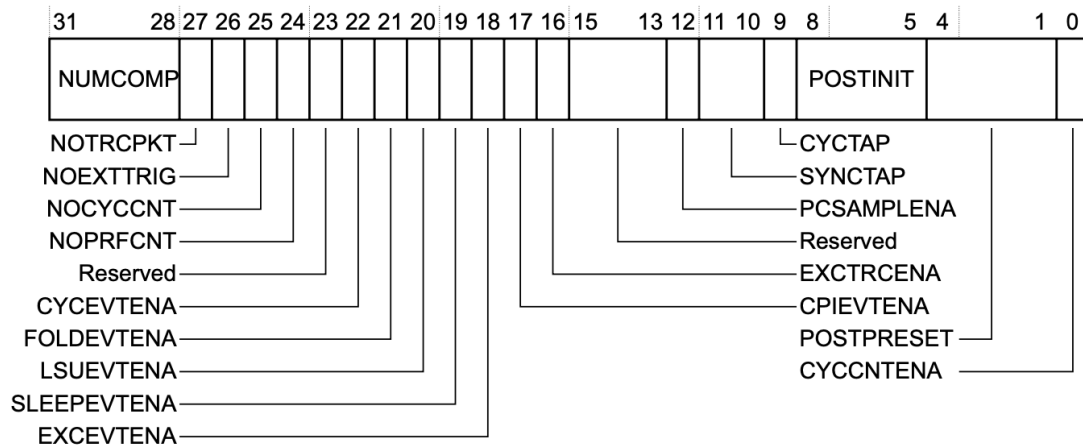 31 28 27 26 25 24 23 22 21 20 19 18 17 16 15 13 12 11 10 9 8 5 4 1 0
NUMCOMP POSTINIT
NOTRCPKT CYCTAP
NOEXTTRIG SYNCTAP
NOCYCCNT PCSAMPLENA
NOPRFCNT Reserved
Reserved EXCTRCENA
CYCEVTENA CPIEVTENA
FOLDEVTENA POSTPRESET
LSUEVTENA CYCCNTENA
SLEEPEVTENA
EXCEVTENA